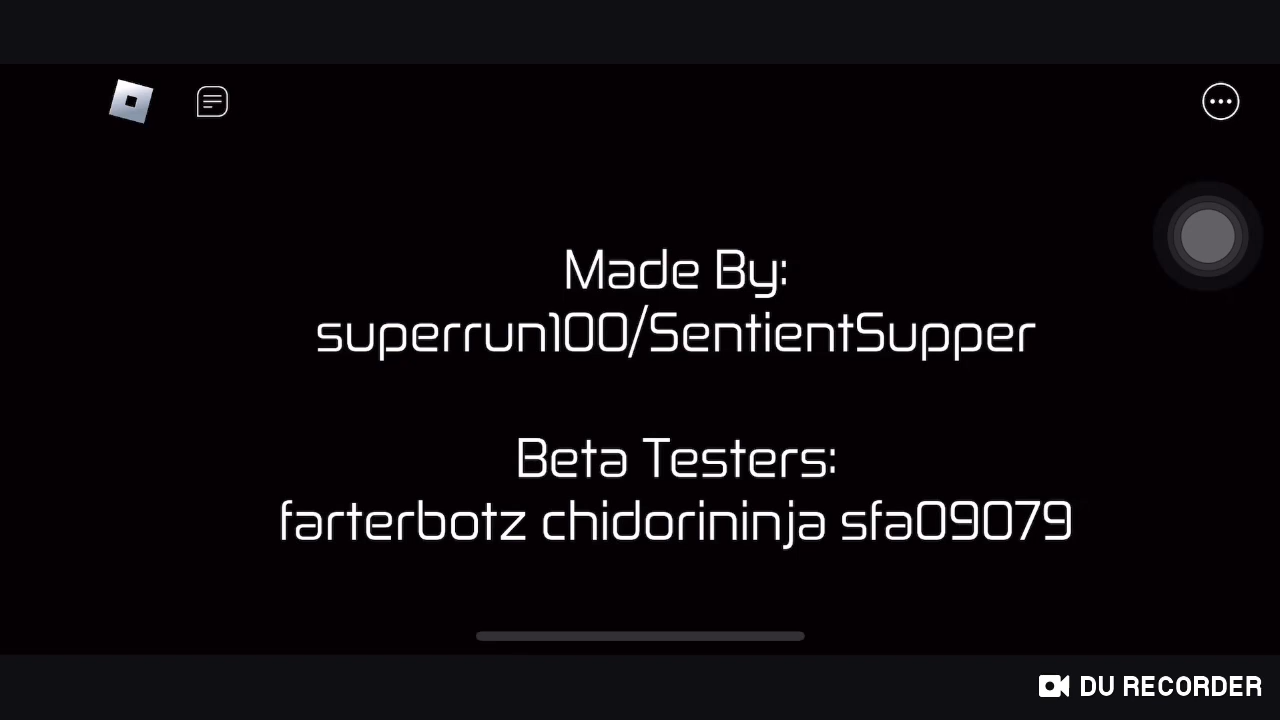 Made By:
superrun100/SentientSupper
Beta Testers:
farterbotz chidorininja sfa09079
DU RECORDER